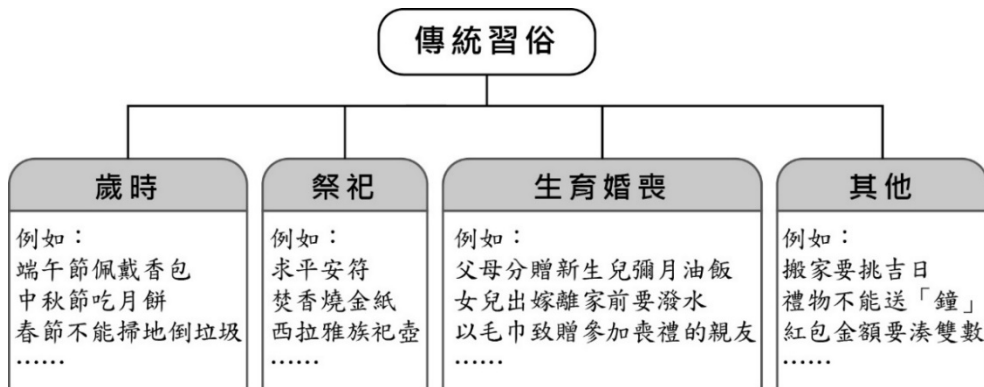 傳統習俗
歲時
例如：
端午節佩戴香包
中秋節吃月餅
春節不能掃地倒垃圾
……
祭祀
例如：
求平安符
焚香燒金紙
西拉雅族祀壺
……
生育婚喪
例如：
父母分贈新生兒彌月油飯
女兒出嫁離家前要潑水
以毛巾致贈參加喪禮的親友
……
其他
例如：
搬家要挑吉日
禮物不能送「鐘」
紅包金額要湊雙數
……